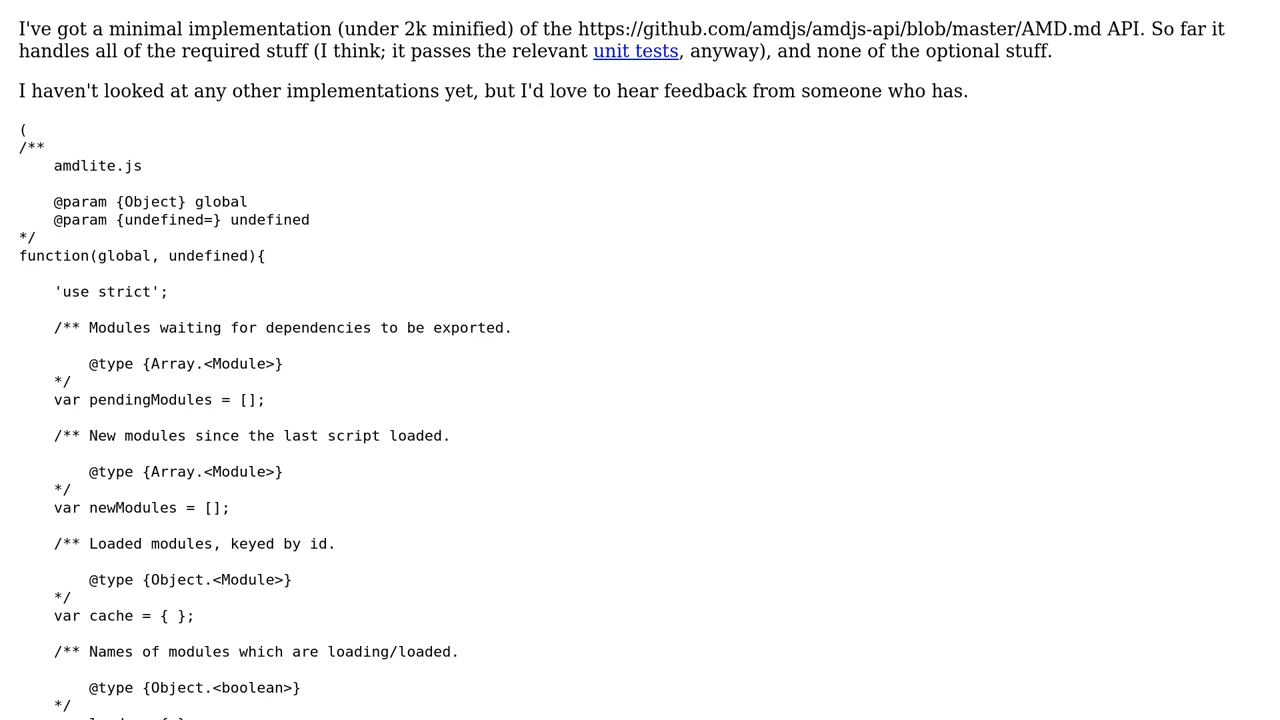 I've got a minimal implementation (under 2k minified) of the https://github.com/amdjs/amdjs-api/blob/master/AMD.md API. So far it
handles all of the required stuff (I think; it passes the relevant unit tests, anyway), and none of the optional stuff.
I haven't looked at any other implementations yet, but I'd love to hear feedback from someone who has.
(
/**
    amdlite.js
    @param {Object} global
    @param {undefined=} undefined
*/
function(global, undefined){
    'use strict';
    /** Modules waiting for dependencies to be exported.
        @type {Array.<Module>}
    */
    var pendingModules = [];
    /** New modules since the last script loaded.
        @type {Array.<Module>}
    */
    var newModules = [];
    /** Loaded modules, keyed by id.
        @type {Object.<Module>}
    */
    var cache = { };
    /** Names of modules which are loading/loaded.
        @type {Object.<boolean>}
    */